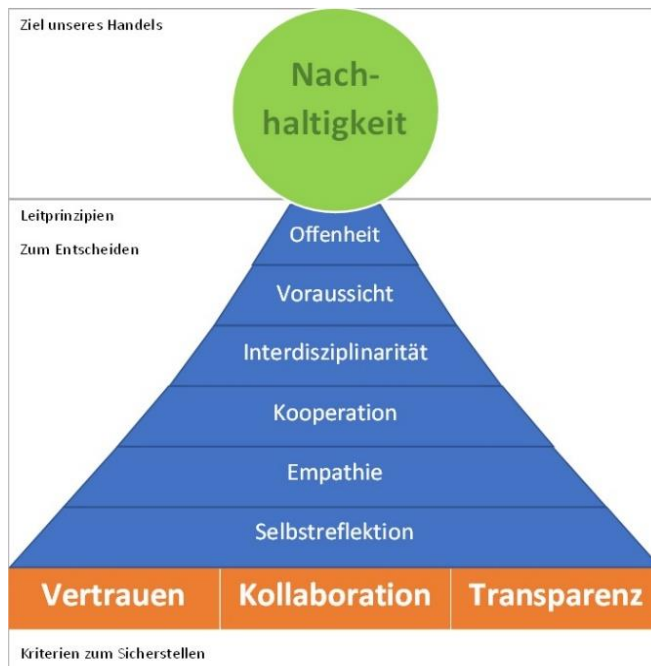 Ziel unseres Handels
Nach-
haltigkeit
Leitprinzipien
Zum Entscheiden
Offenheit
Voraussicht
Interdisziplinarität
Kooperation
Empathie
Selbstreflektion
Vertrauen Kollaboration Transparenz
Kriterien zum Sicherstellen